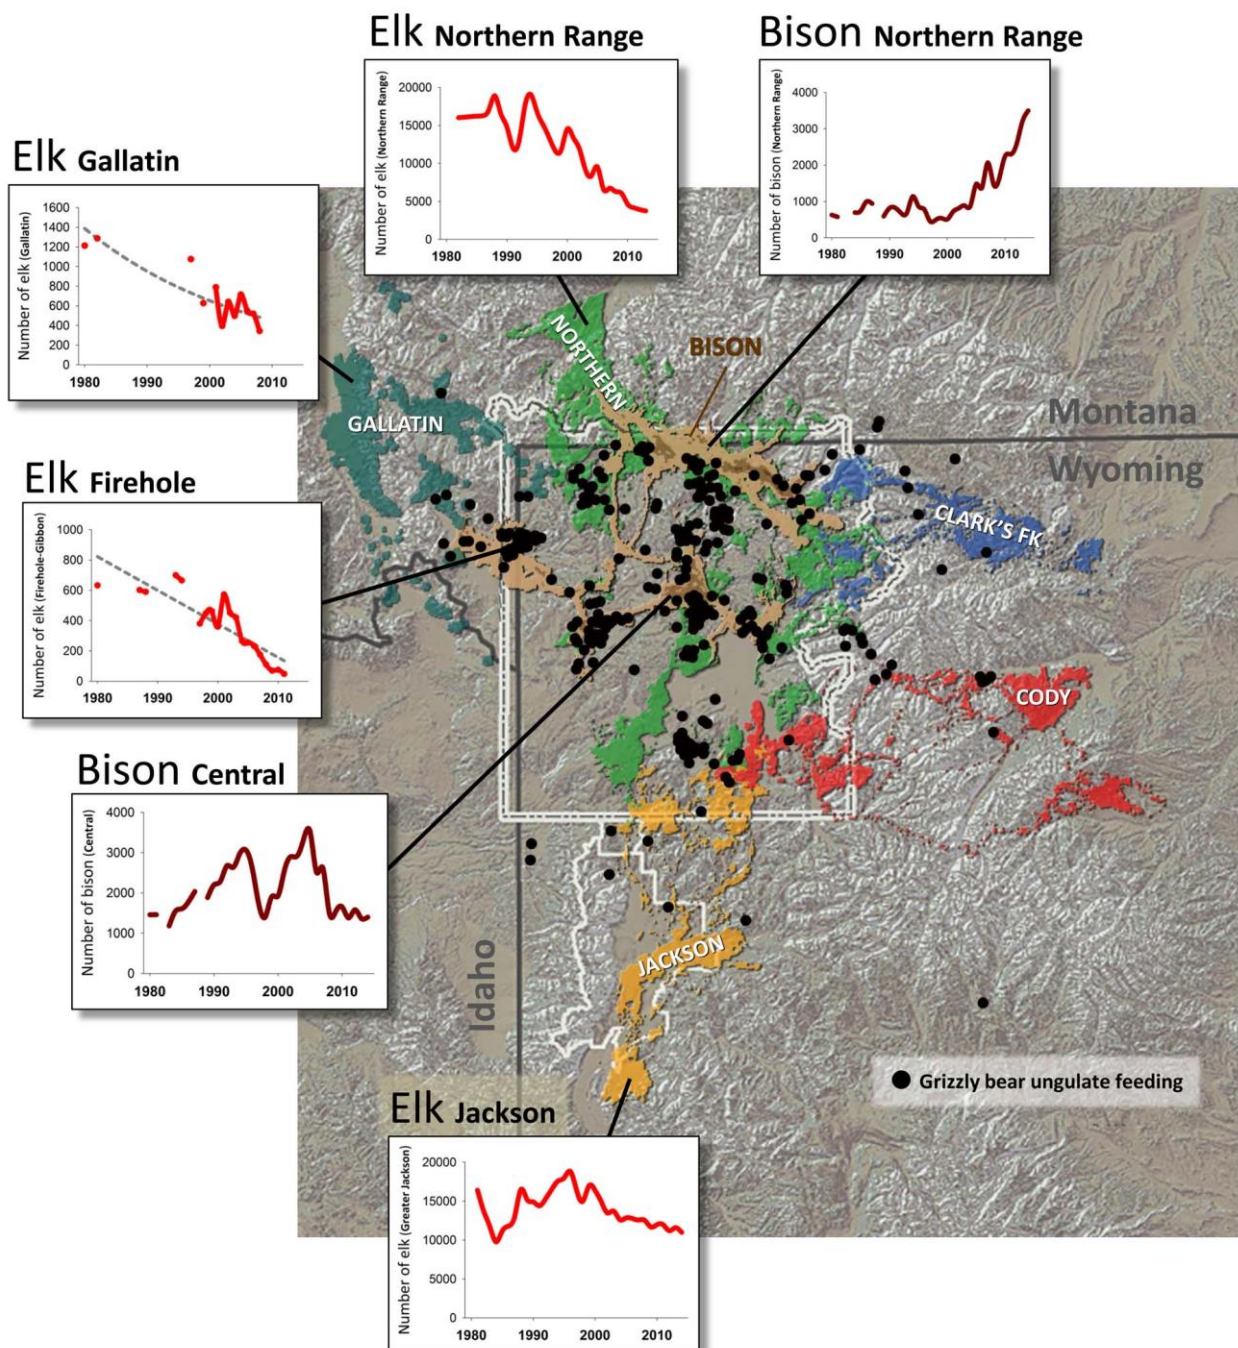 Elk Northern Range
Number of elk (Northern Range)
20000
15000
10000
5000
0
1980 1990 2000 2010
Bison Northern Range
Number of bison (Northern Range)
4000
3000
2000
1000
0
1980 1990 2000 2010
Elk Gallatin
Number of elk (Gallatin)
1600
1400
1200
1000
800
600
400
200
0
1980 1990 2000 2010
Elk Firehole
Number of elk (Firehole-Gibbon)
1000
800
600
400
200
0
1980 1990 2000 2010
Bison Central
Number of bison (Central)
4000
3000
2000
1000
0
1980 1990 2000 2010
Elk Jackson
Number of elk (Greater Jackson)
20000
15000
10000
5000
0
1980 1990 2000 2010
NORTHERN
BISON
GALLATIN
Montana
Wyoming
CLARK'S FK
CODY
JACKSON
Idaho
Grizzly bear ungulate feeding